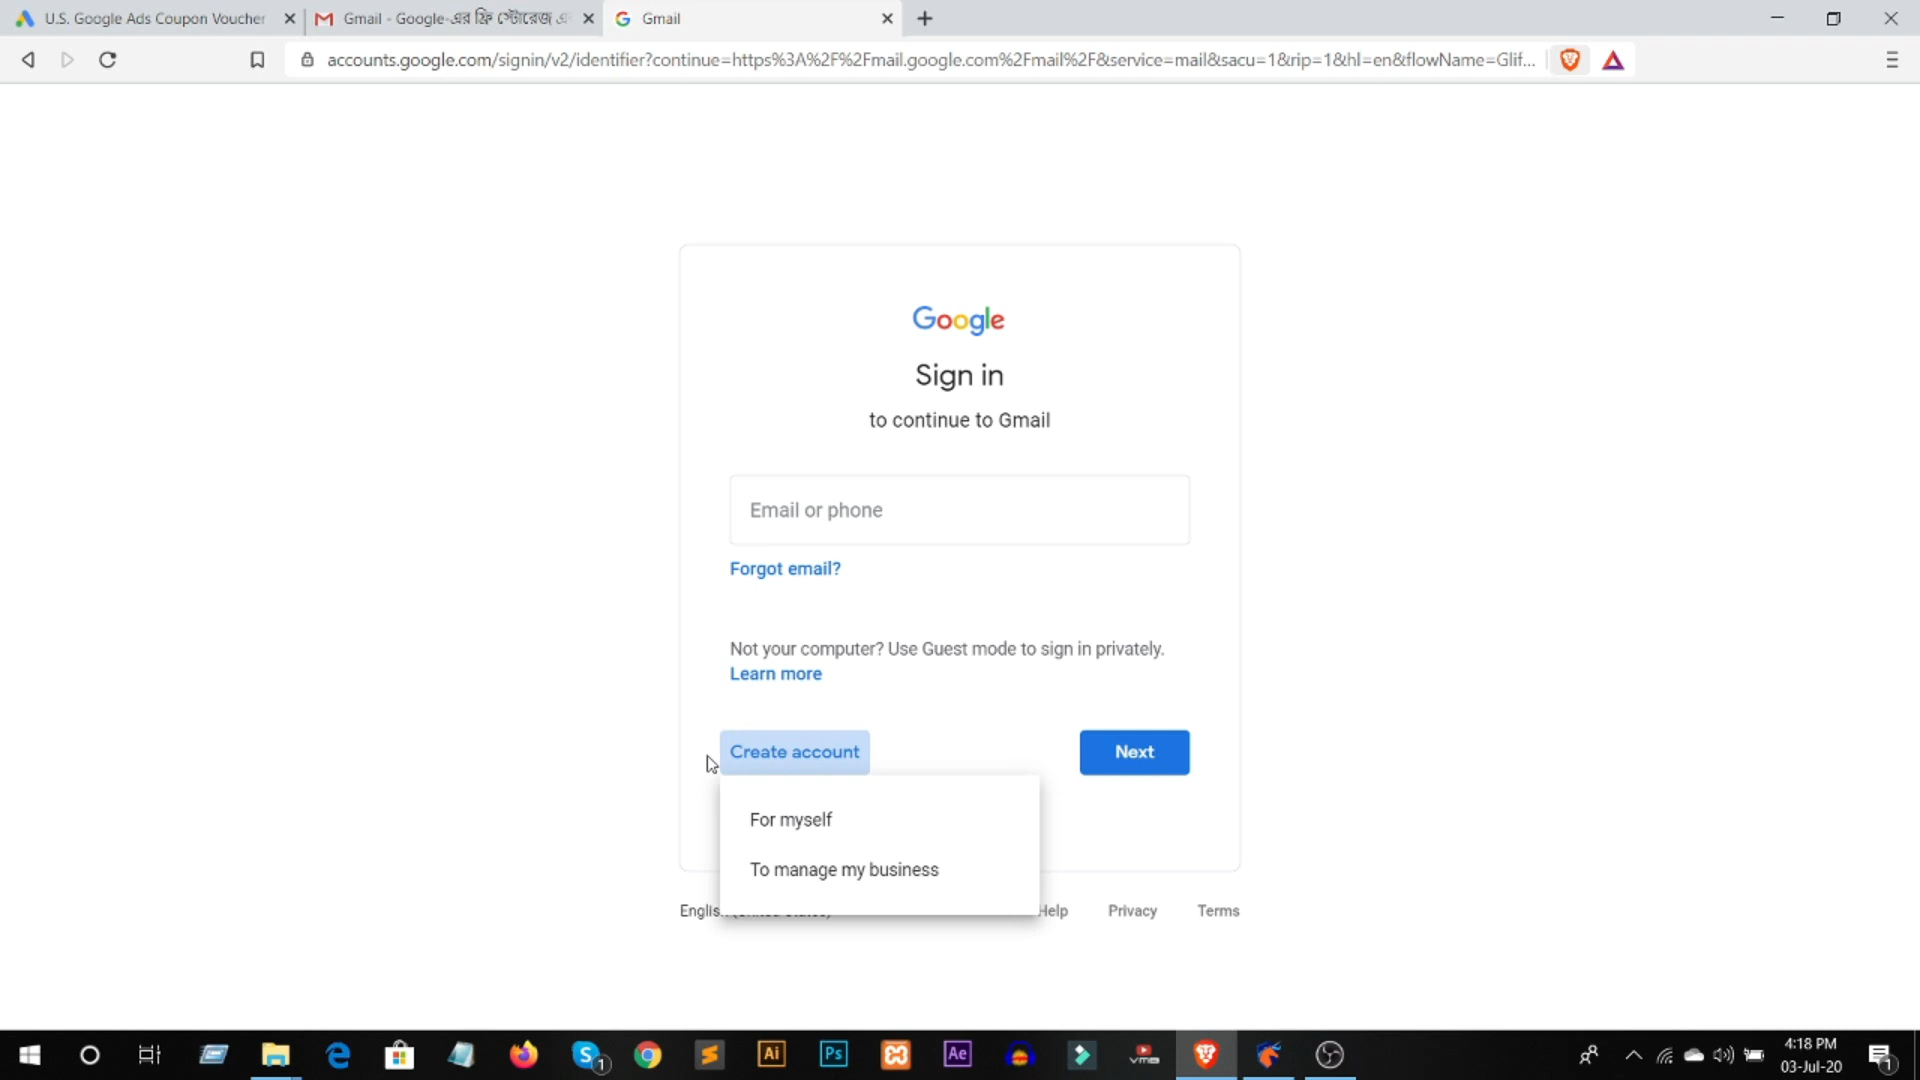 U.S. Google Ads Coupon Voucher
Gmail - Google-এর ফ্রি স্টোরেজ এ
Gmail
accounts.google.com/signin/v2/identifier?continue=https%3A%2F%2Fmail.google.com%2Fmail%2F&service=mail&sacu=1&rip=1&hl=en&flowName=Glif...
Google
Sign in
to continue to Gmail
Email or phone
Forgot email?
Not your computer? Use Guest mode to sign in privately.
Learn more
Create account
Next
For myself
To manage my business
Help
Privacy
Terms
S
1
Ai
Ps
Ae
4:18 PM
03-Jul-20
1